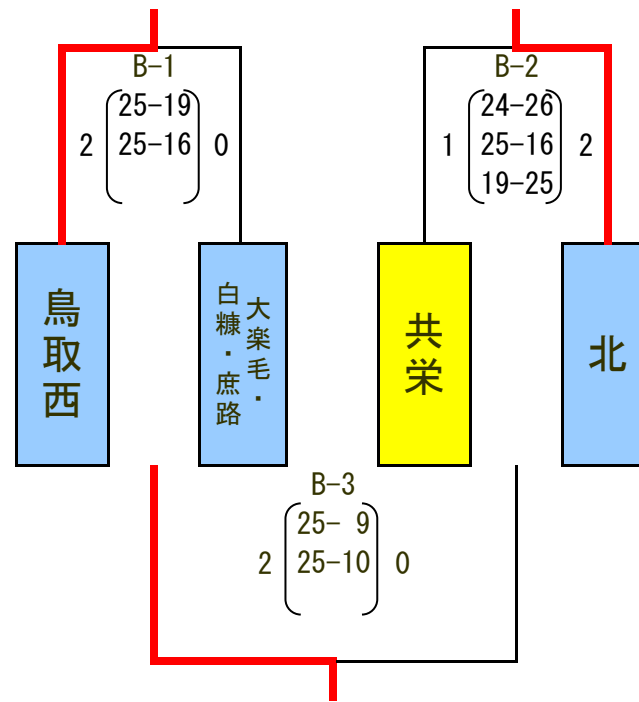 B-1
25-19
2 25-16 0
B-2
24-26
1 25-16 2
19-25
鳥取西
大楽毛・
白糠・庶路
共栄
北
B-3
25- 9
2 25-10 0